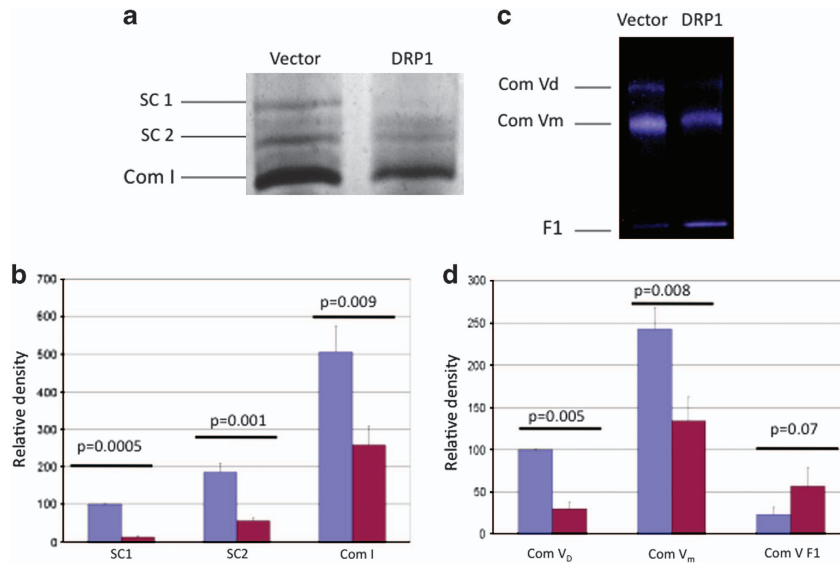 a
Vector DRP1
SC 1
SC 2
Com I
c
Vector DRP1
Com Vd
Com Vm
F1
b
Relative density
700
600
500
400
300
200
100
0
p=0.0005
p=0.001
p=0.009
SC1 SC2 Com I
d
Relative density
300
250
200
150
100
50
0
p=0.005
p=0.008
p=0.07
Com V_D Com V_m Com V F1